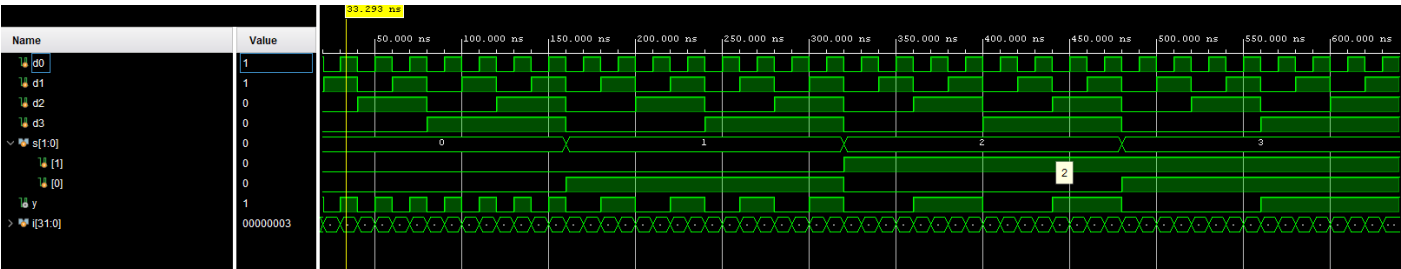 33.293 ns
Name Value
50.000 ns 100.000 ns 150.000 ns 200.000 ns 250.000 ns 300.000 ns 350.000 ns 400.000 ns 450.000 ns 500.000 ns 550.000 ns 600.000 ns
d0 1
d1 1
d2 0
d3 0
s[1:0] 0 0 1 2 3
[1] 0
2
[0] 0
y 1
i[31:0] 00000003